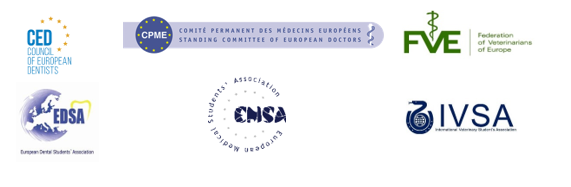 CED
COUNCIL
OF EUROPEAN
DENTISTS
CPME
COMITÉ PERMANENT DES MÉDECINS EUROPÉENS
STANDING COMMITTEE OF EUROPEAN DOCTORS
FVE
Federation
of Veterinarians
of Europe
EDSA
European Dental Students' Association
European Medical Students' Association
EMSA
IVSA
International Veterinary Student's Association